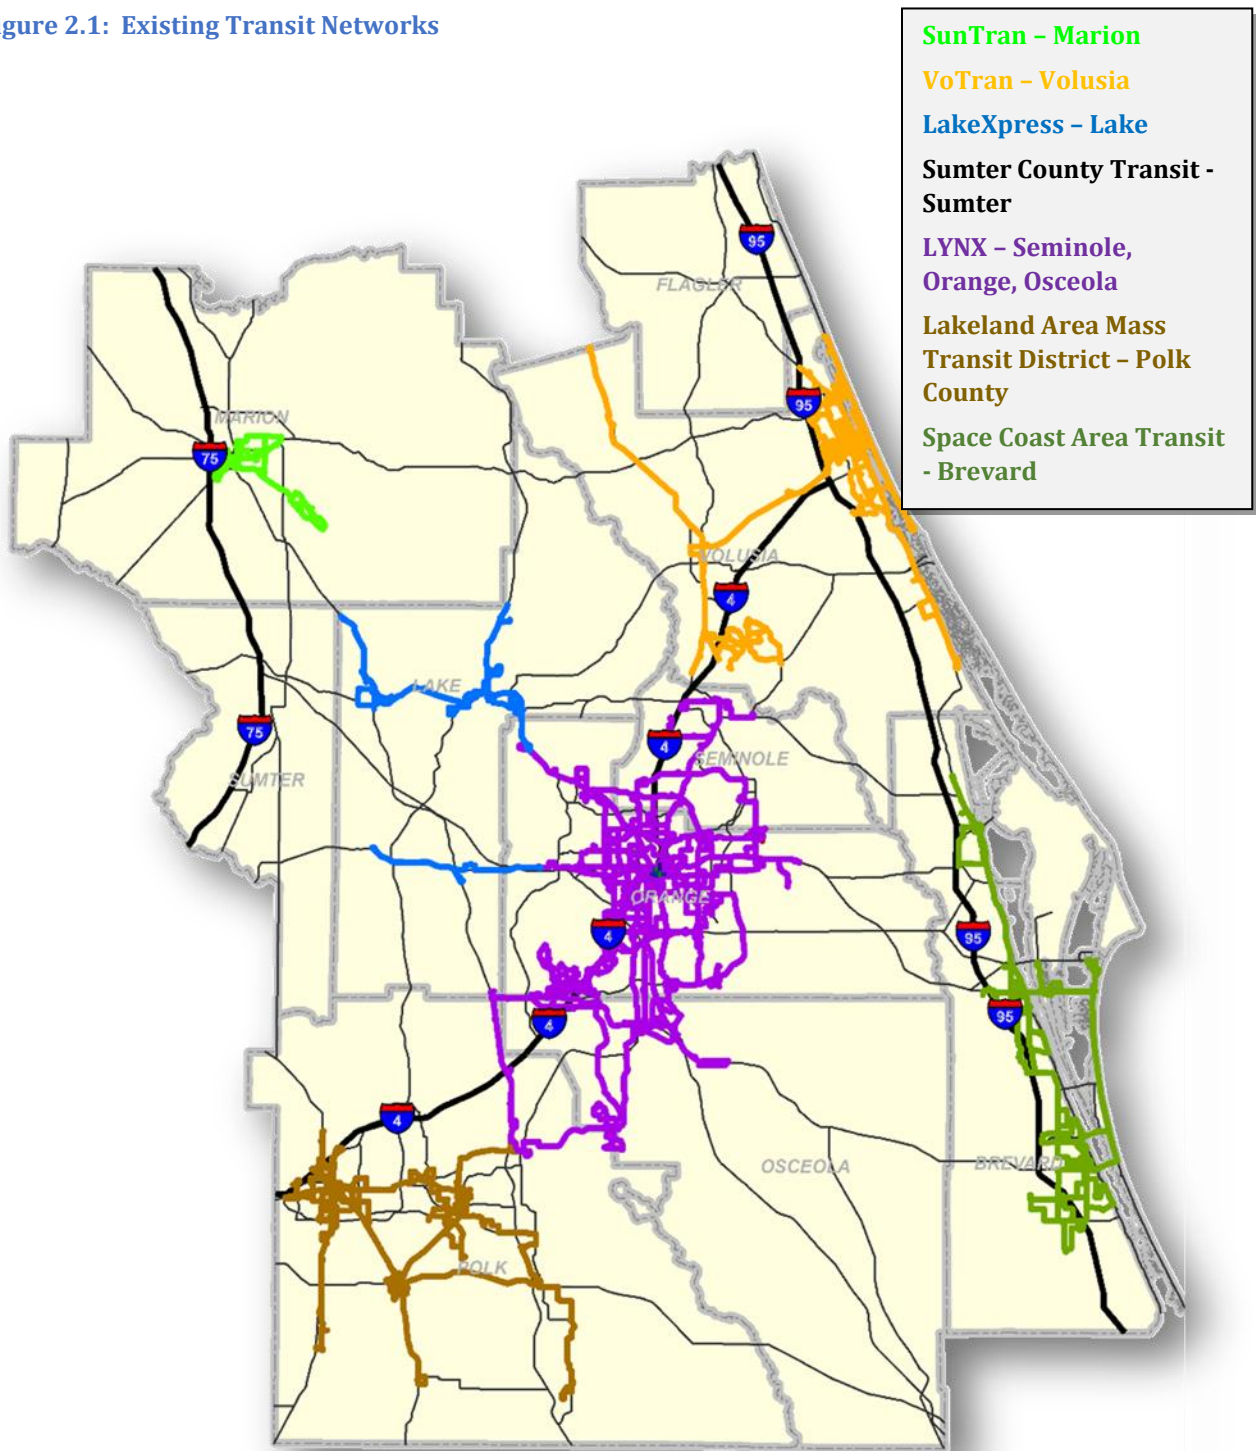 igure 2.1: Existing Transit Networks
SunTran – Marion
VoTran – Volusia
LakeXpress – Lake
Sumter County Transit -
Sumter
LYNX – Seminole,
Orange, Osceola
Lakeland Area Mass
Transit District – Polk
County
Space Coast Area Transit
- Brevard
95
FLAGLER
95
MARION
75
VOLUSIA
4
LAKE
75
4
SEMINOLE
SUMTER
ORANGE
4
95
95
4
4
OSCEOLA
BREVARD
POLK